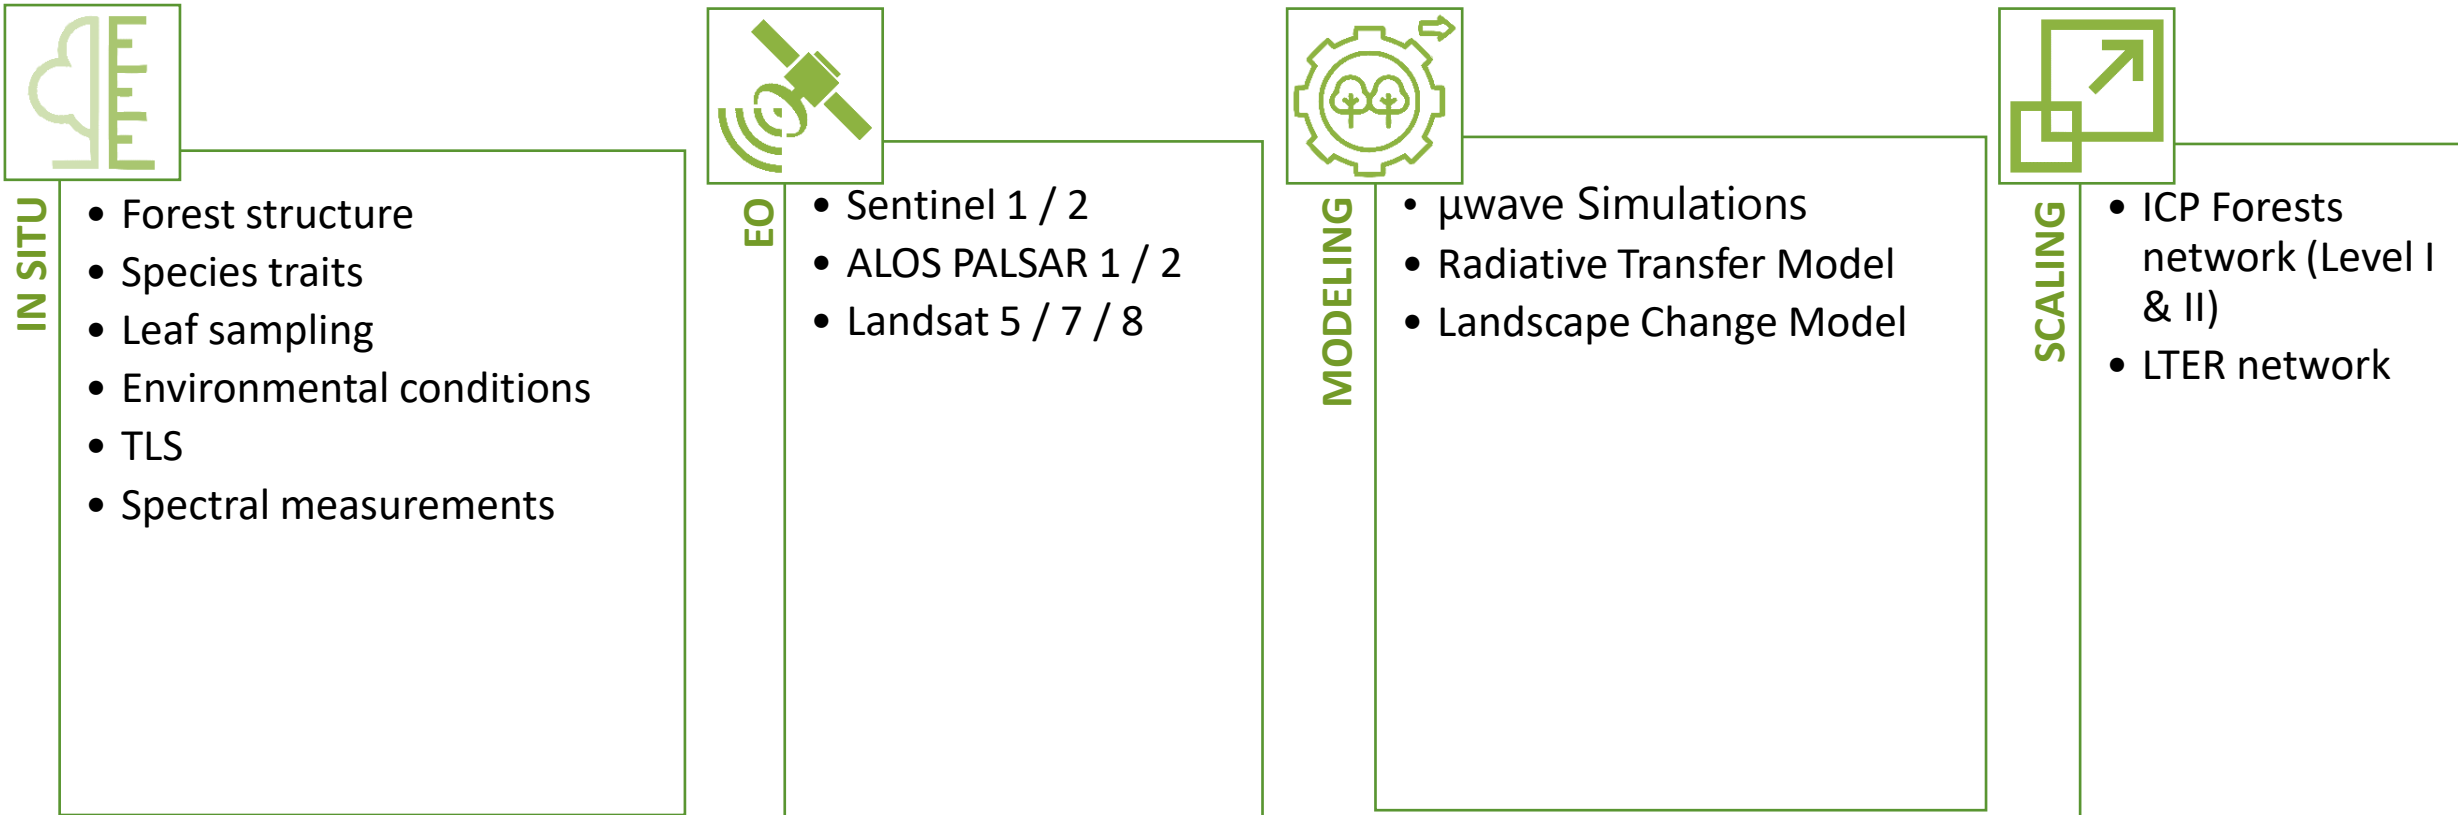 IN SITU
• Forest structure
• Species traits
• Leaf sampling
• Environmental conditions
• TLS
• Spectral measurements
EO
• Sentinel 1 / 2
• ALOS PALSAR 1 / 2
• Landsat 5 / 7 / 8
MODELING
• µwave Simulations
• Radiative Transfer Model
• Landscape Change Model
SCALING
• ICP Forests
network (Level I
& II)
• LTER network